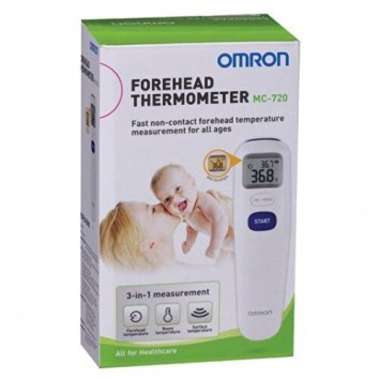 OMRON
FOREHEAD
THERMOMETER MC-720
Fast non-contact forehead temperature
measurement for all ages
36.7
36.8
START
3-in-1 measurement
Forehead
temperature
Room
temperature
Surface
temperature
OMRON
All for Healthcare